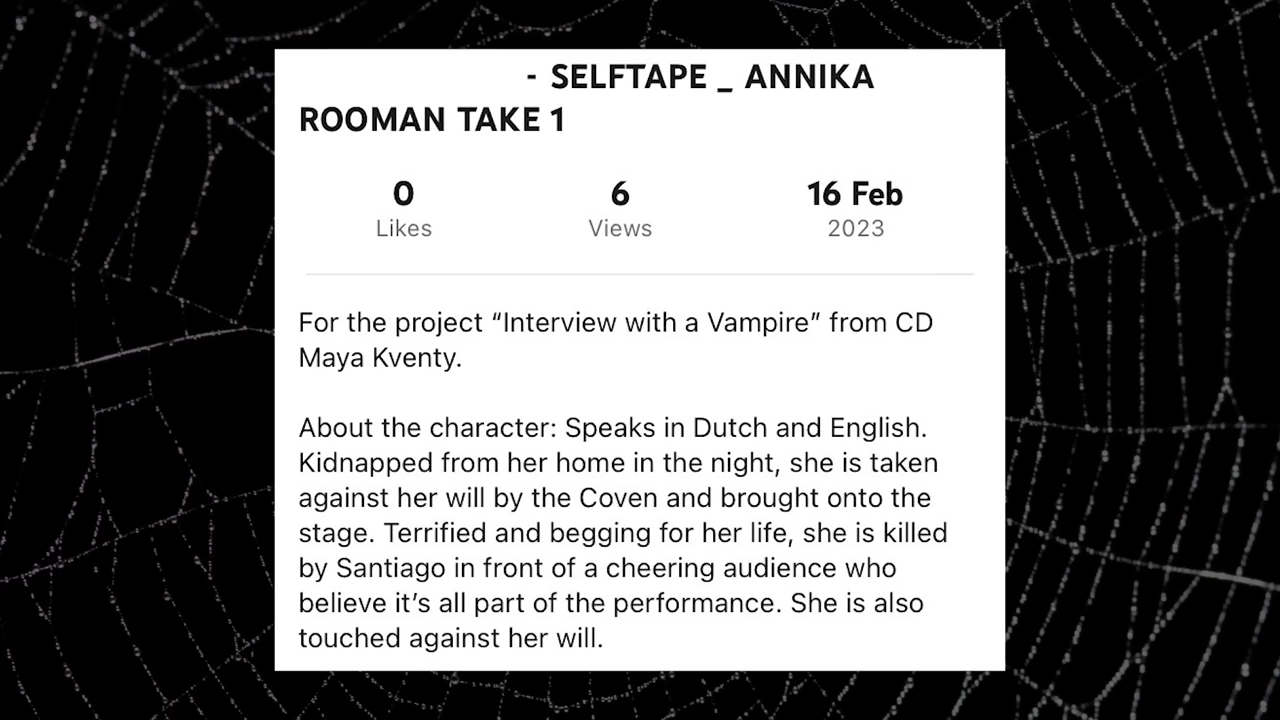 - SELFTAPE _ ANNIKA
ROOMAN TAKE 1
0 6 16 Feb
Likes Views 2023
For the project “Interview with a Vampire” from CD
Maya Kventy.
About the character: Speaks in Dutch and English.
Kidnapped from her home in the night, she is taken
against her will by the Coven and brought onto the
stage. Terrified and begging for her life, she is killed
by Santiago in front of a cheering audience who
believe it’s all part of the performance. She is also
touched against her will.